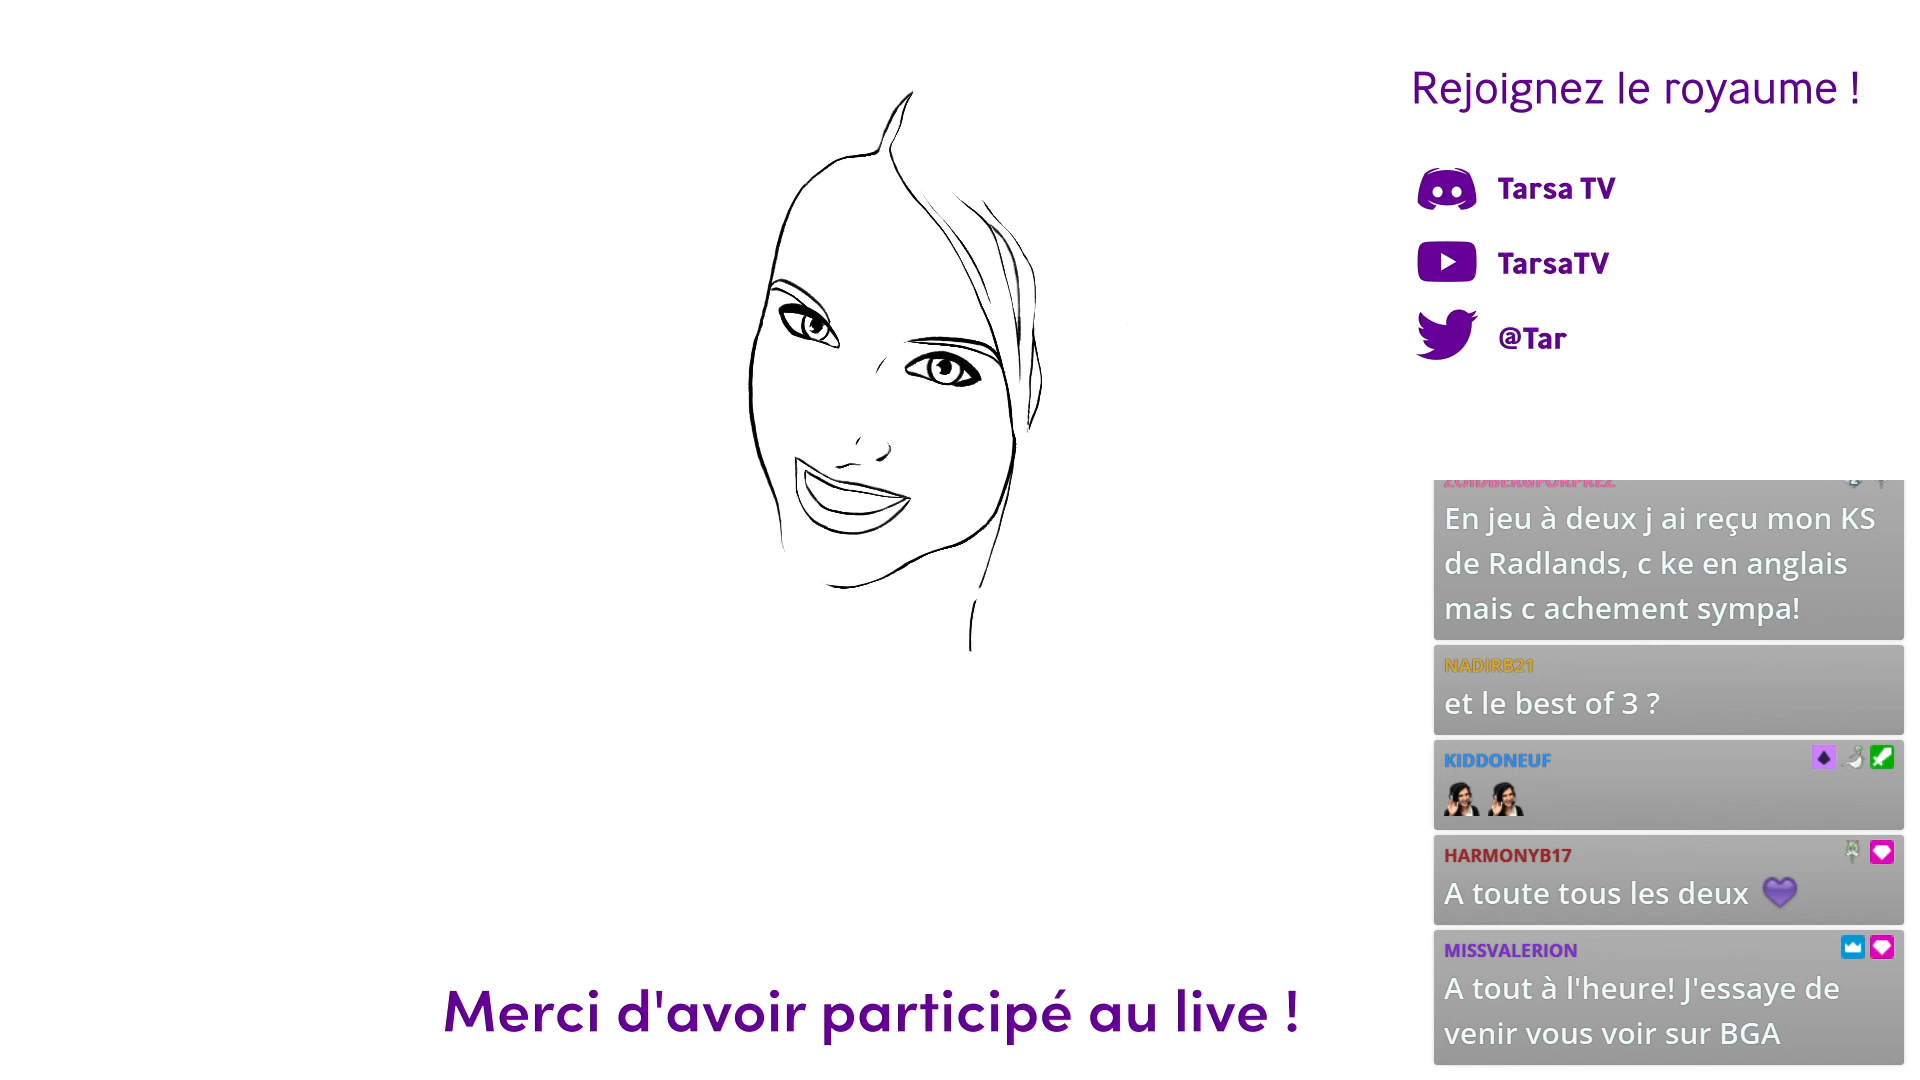 Rejoignez le royaume !
Tarsa TV
TarsaTV
@Tar
ZOIDBERGFORPREZ
En jeu à deux j ai reçu mon KS
de Radlands, c ke en anglais
mais c achement sympa!
NADIRB21
et le best of 3 ?
KIDDONEUF
HARMONYB17
A toute tous les deux 💜
MISSVALERION
A tout à l'heure! J'essaye de
venir vous voir sur BGA
Merci d'avoir participé au live !